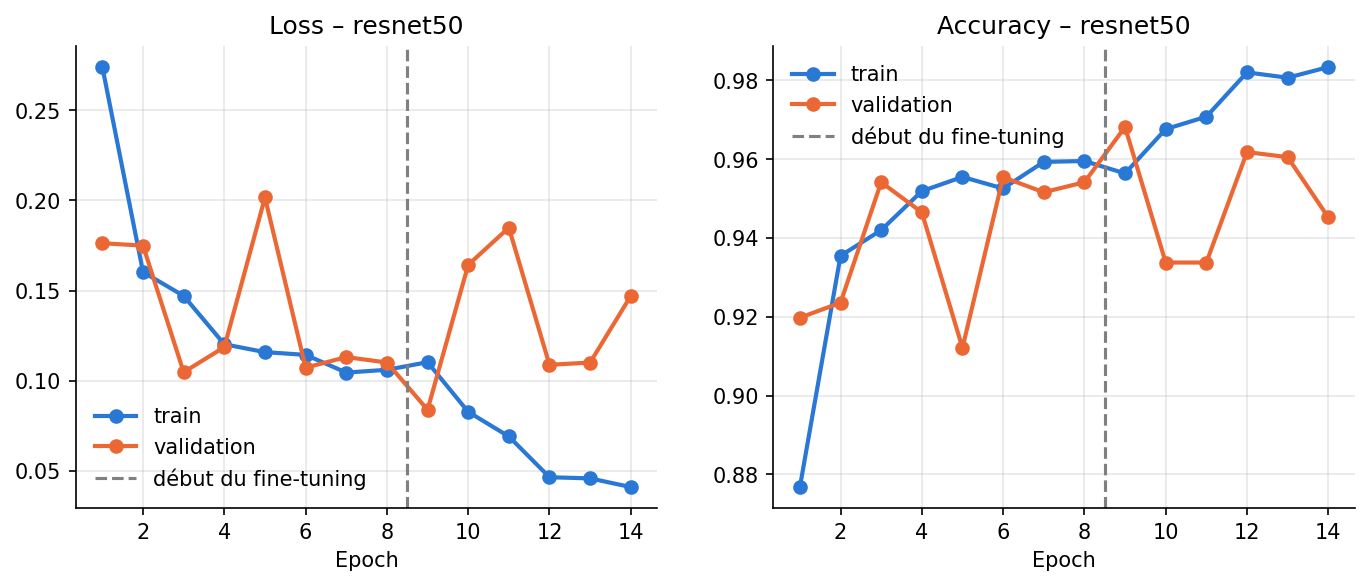 Loss – resnet50
0.25
0.20
0.15
0.10
0.05
train
validation
début du fine-tuning
2 4 6 8 10 12 14
Epoch
Accuracy – resnet50
0.98
0.96
0.94
0.92
0.90
0.88
train
validation
début du fine-tuning
2 4 6 8 10 12 14
Epoch